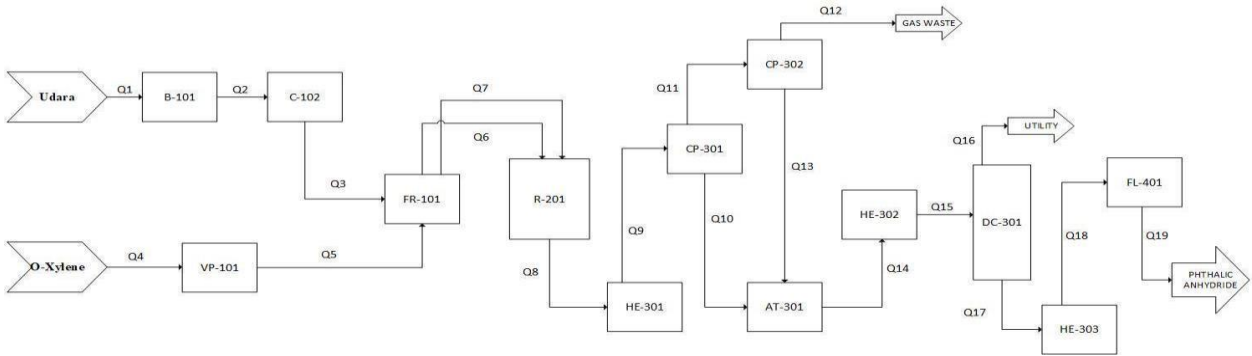 Q12
GAS WASTE
CP-302
Udara
Q1
B-101
Q2
C-102
Q7
Q11
Q6
CP-301
Q16
UTILITY
Q3
FR-101
R-201
Q13
HE-302
Q15
DC-301
FL-401
Q9
Q10
Q18
Q19
O-Xylene
Q4
VP-101
Q5
Q8
Q14
HE-301
AT-301
Q17
HE-303
PHTHALIC
ANHYDRIDE